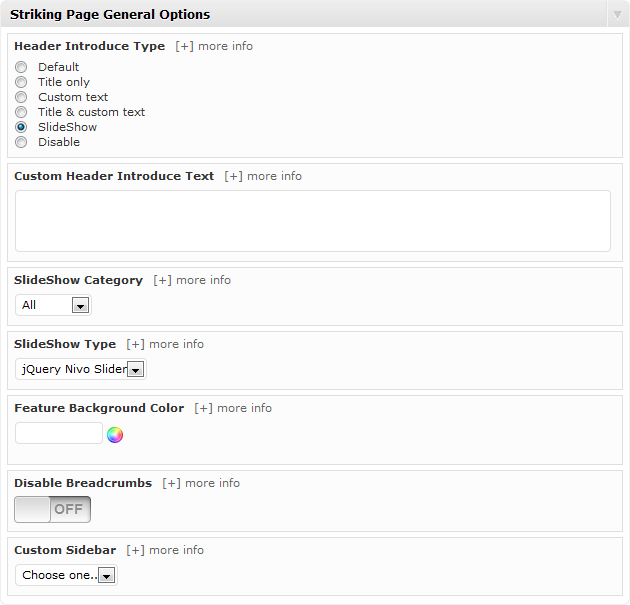 Striking Page General Options
Header Introduce Type [+] more info
Default
Title only
Custom text
Title & custom text
SlideShow
Disable
Custom Header Introduce Text [+] more info
SlideShow Category [+] more info
All
SlideShow Type [+] more info
jQuery Nivo Slider
Feature Background Color [+] more info
Disable Breadcrumbs [+] more info
OFF
Custom Sidebar [+] more info
Choose one..